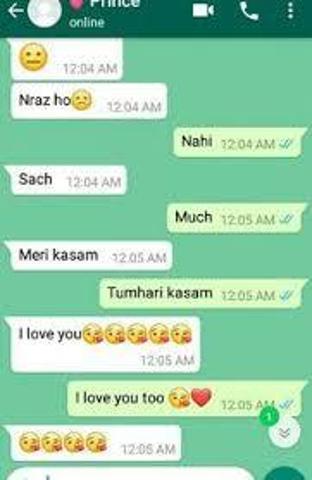 Prince
online
😐 12:04 AM
Nraz ho🙁 12:04 AM
Nahi 12:04 AM
Sach 12:04 AM
Much 12:05 AM
Meri kasam 12:05 AM
Tumhari kasam 12:05 AM
I love you😘😘😘😘😘
12:05 AM
I love you too 😘❤️ 12:05 AM
1
😘😘😘😘 12:05 AM